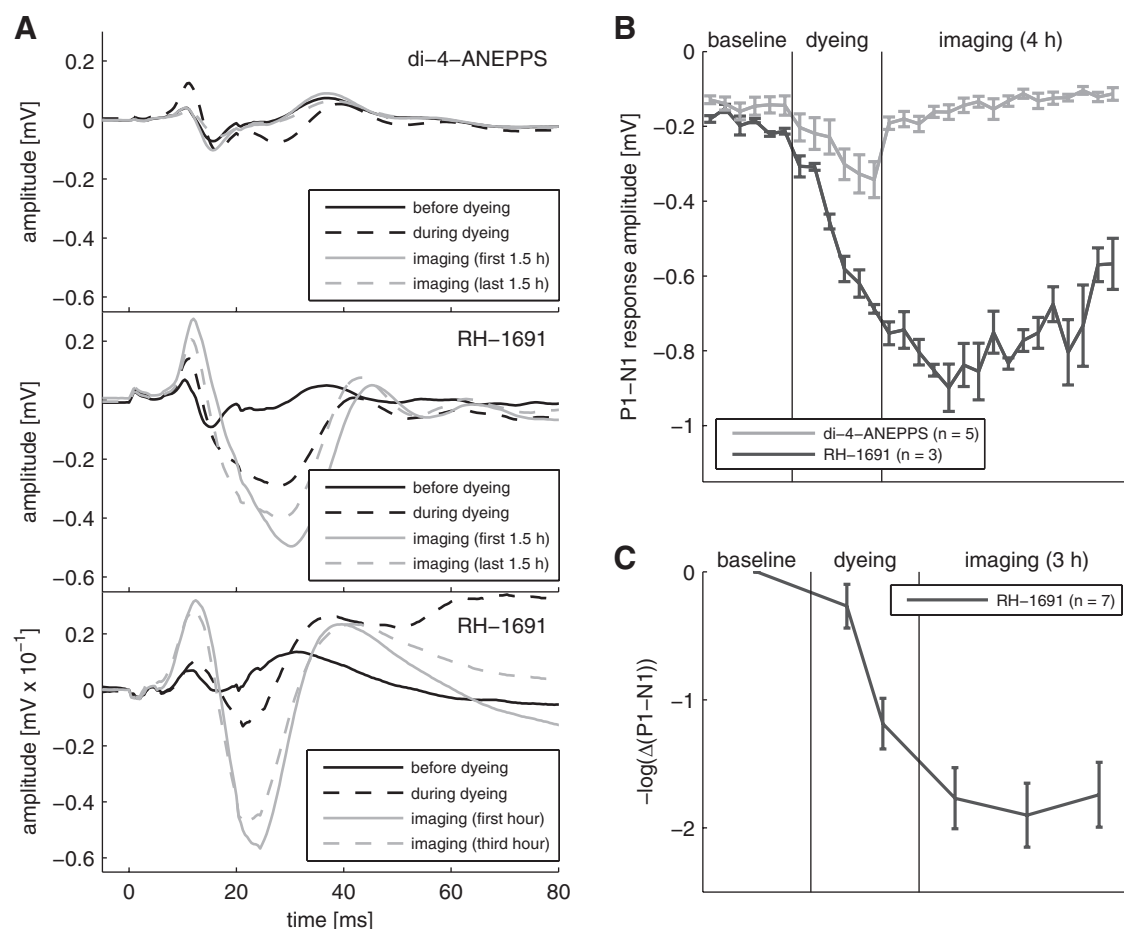 A
di−4−ANEPPS
0.2
0
−0.2
−0.4
−0.6
amplitude [mV]
before dyeing
during dyeing
imaging (first 1.5 h)
imaging (last 1.5 h)
RH−1691
0.2
0
−0.2
−0.4
−0.6
amplitude [mV]
before dyeing
during dyeing
imaging (first 1.5 h)
imaging (last 1.5 h)
RH−1691
0.2
0
−0.2
−0.4
−0.6
amplitude [mV x 10−1]
before dyeing
during dyeing
imaging (first hour)
imaging (third hour)
0 20 40 60 80
time [ms]
B
baseline dyeing imaging (4 h)
0
−0.2
−0.4
−0.6
−0.8
−1
P1−N1 response amplitude [mV]
di−4−ANEPPS (n = 5)
RH−1691 (n = 3)
C
baseline dyeing imaging (3 h)
0
−1
−2
−log(Δ(P1−N1))
RH−1691 (n = 7)